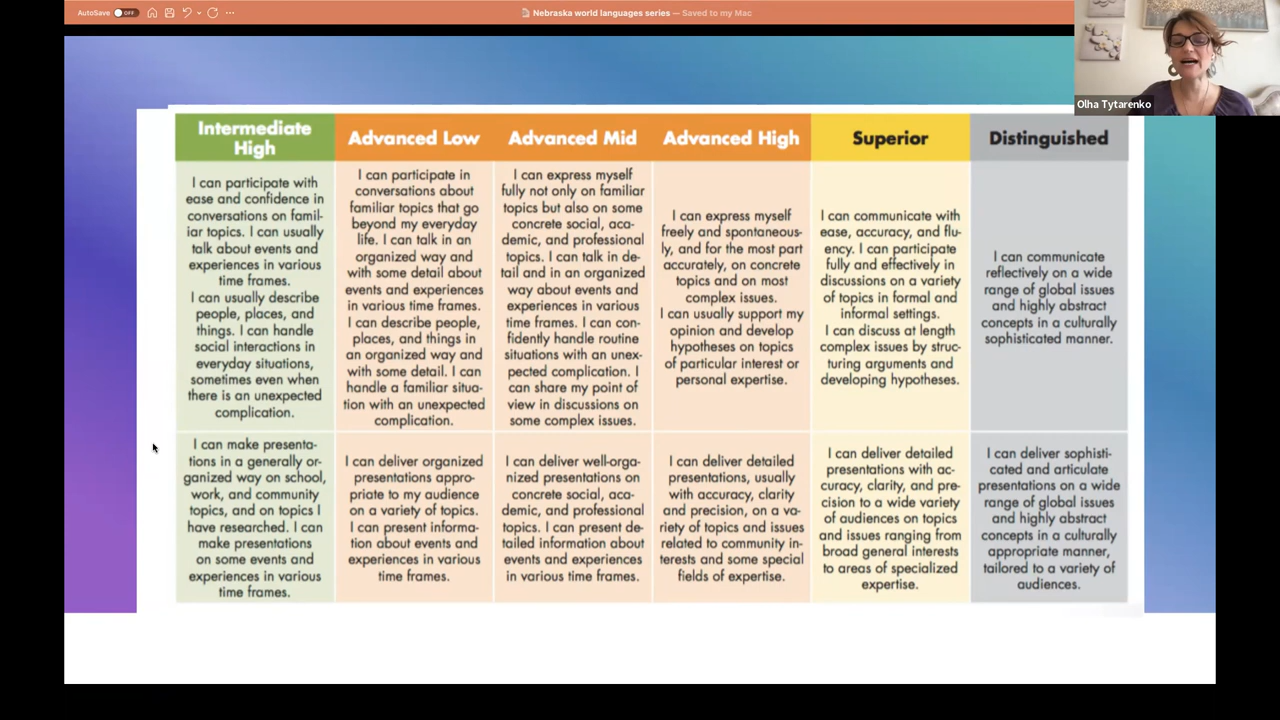 AutoSave OFF
Nebraska world languages series — Saved to my Mac
Olha Tytarenko
Intermediate
High
Advanced Low
Advanced Mid
Advanced High
Superior
Distinguished
I can participate with
ease and confidence in
conversations on famil-
iar topics. I can usually
talk about events and
experiences in various
time frames.
I can usually describe
people, places, and
things. I can handle
social interactions in
everyday situations,
sometimes even when
there is an unexpected
complication.
I can participate in
conversations about
familiar topics that go
beyond my everyday
life. I can talk in an
organized way and
with some detail about
events and experiences
in various time frames.
I can describe people,
places, and things in
an organized way and
with some detail. I can
handle a familiar situa-
tion with an unexpected
complication.
I can express myself
fully not only on familiar
topics but also on some
concrete social, aca-
demic, and professional
topics. I can talk in de-
tail and in an organized
way about events and
experiences in various
time frames. I can con-
fidently handle routine
situations with an unex-
pected complication. I
can share my point of
view in discussions on
some complex issues.
I can express myself
freely and spontaneous-
ly, and for the most part
accurately, on concrete
topics and on most
complex issues.
I can usually support my
opinion and develop
hypotheses on topics
of particular interest or
personal expertise.
I can communicate with
ease, accuracy, and flu-
ency. I can participate
fully and effectively in
discussions on a variety
of topics in formal and
informal settings.
I can discuss at length
complex issues by struc-
turing arguments and
developing hypotheses.
I can communicate
reflectively on a wide
range of global issues
and highly abstract
concepts in a culturally
sophisticated manner.
I can make presenta-
tions in a generally or-
ganized way on school,
work, and community
topics, and on topics I
have researched. I can
make presentations
on some events and
experiences in various
time frames.
I can deliver organized
presentations appro-
priate to my audience
on a variety of topics.
I can present informa-
tion about events and
experiences in various
time frames.
I can deliver well-orga-
nized presentations on
concrete social, aca-
demic, and professional
topics. I can present de-
tailed information about
events and experiences
in various time frames.
I can deliver detailed
presentations, usually
with accuracy, clarity
and precision, on a va-
riety of topics and issues
related to community in-
terests and some special
fields of expertise.
I can deliver detailed
presentations with ac-
curacy, clarity, and pre-
cision to a wide variety
of audiences on topics
and issues ranging from
broad general interests
to areas of specialized
expertise.
I can deliver sophisti-
cated and articulate
presentations on a wide
range of global issues
and highly abstract
concepts in a culturally
appropriate manner,
tailored to a variety of
audiences.